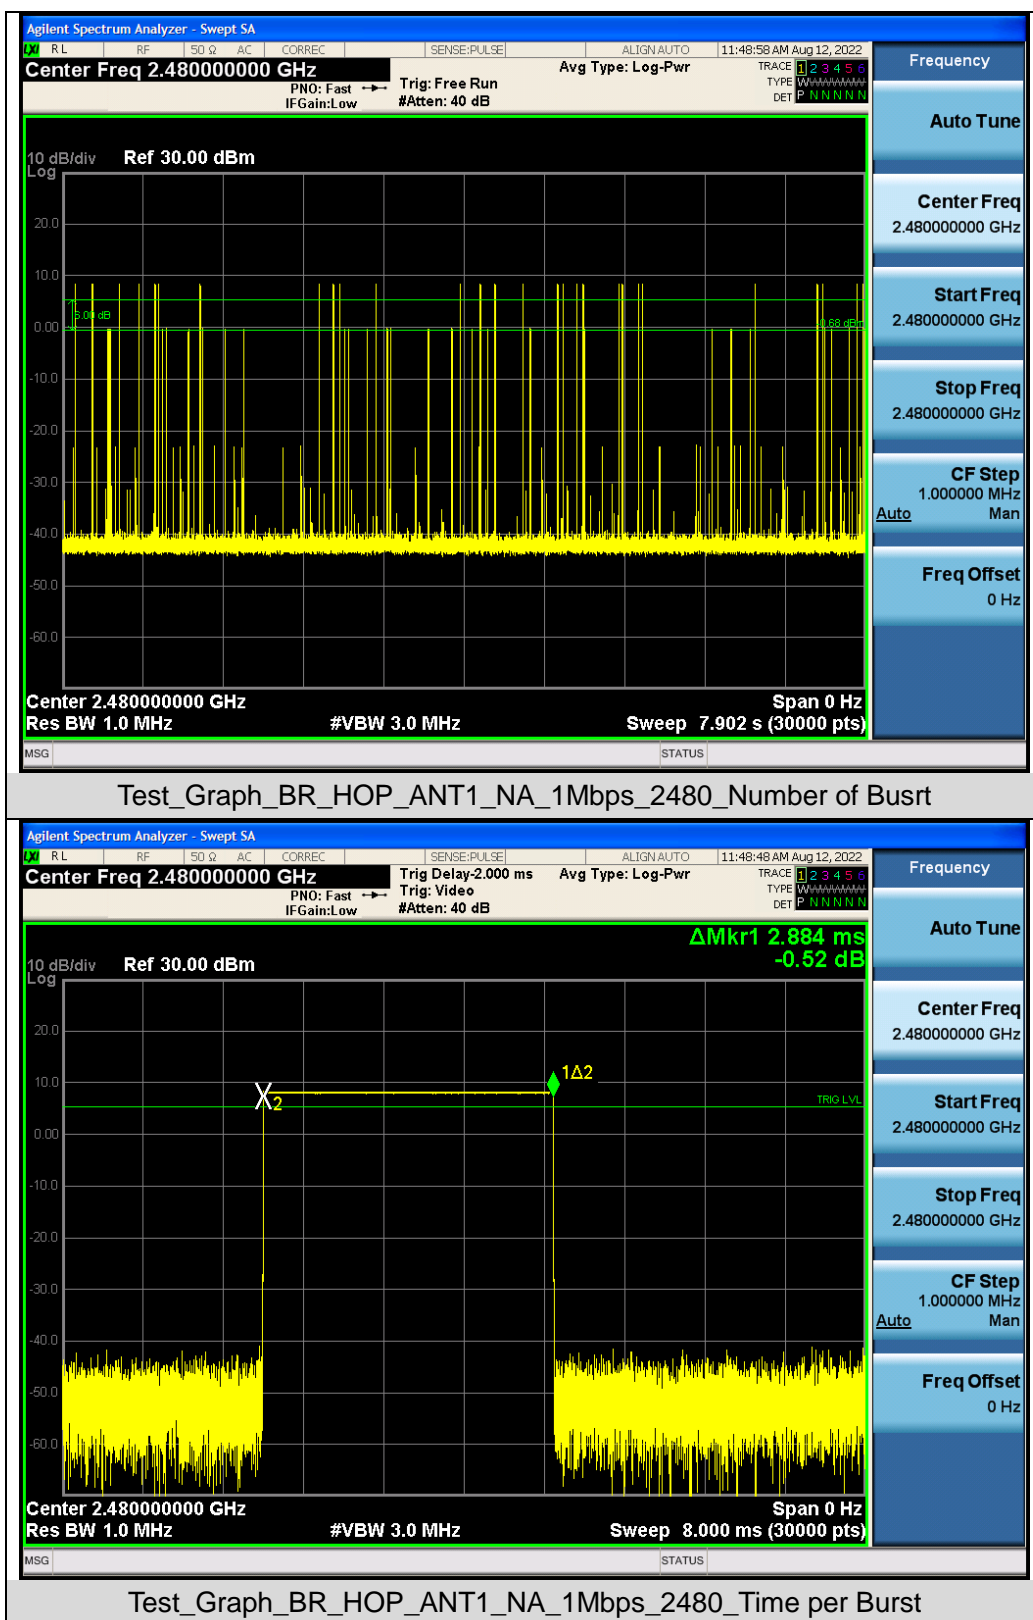 Agilent Spectrum Analyzer - Swept SA
LXI RL RF 50 Ω AC CORREC SENSE:PULSE ALIGN AUTO 11:48:58 AM Aug 12, 2022
Center Freq 2.480000000 GHz
PNO: Fast
IFGain:Low
Trig: Free Run
#Atten: 40 dB
Avg Type: Log-Pwr
TRACE 1 2 3 4 5 6
TYPE WWWWWW
DET P N N N N N
Frequency
Auto Tune
Center Freq
2.480000000 GHz
Start Freq
2.480000000 GHz
Stop Freq
2.480000000 GHz
CF Step
1.000000 MHz
Auto Man
Freq Offset
0 Hz
10 dB/div Ref 30.00 dBm
Log
20.0
10.0
6.00 dB
0.00
-0.68 dBm
-10.0
-20.0
-30.0
-40.0
-50.0
-60.0
Center 2.480000000 GHz Span 0 Hz
Res BW 1.0 MHz #VBW 3.0 MHz Sweep 7.902 s (30000 pts)
MSG STATUS
Test_Graph_BR_HOP_ANT1_NA_1Mbps_2480_Number of Busrt
Agilent Spectrum Analyzer - Swept SA
LXI RL RF 50 Ω AC CORREC SENSE:PULSE ALIGN AUTO 11:48:48 AM Aug 12, 2022
Center Freq 2.480000000 GHz
PNO: Fast
IFGain:Low
Trig Delay-2.000 ms
Trig: Video
#Atten: 40 dB
Avg Type: Log-Pwr
TRACE 1 2 3 4 5 6
TYPE WWWWWW
DET P N N N N N
Frequency
Auto Tune
Center Freq
2.480000000 GHz
Start Freq
2.480000000 GHz
Stop Freq
2.480000000 GHz
CF Step
1.000000 MHz
Auto Man
Freq Offset
0 Hz
ΔMkr1 2.884 ms
-0.52 dB
10 dB/div Ref 30.00 dBm
Log
20.0
10.0
1Δ2
2
TRIG LVL
0.00
-10.0
-20.0
-30.0
-40.0
-50.0
-60.0
Center 2.480000000 GHz Span 0 Hz
Res BW 1.0 MHz #VBW 3.0 MHz Sweep 8.000 ms (30000 pts)
MSG STATUS
Test_Graph_BR_HOP_ANT1_NA_1Mbps_2480_Time per Burst